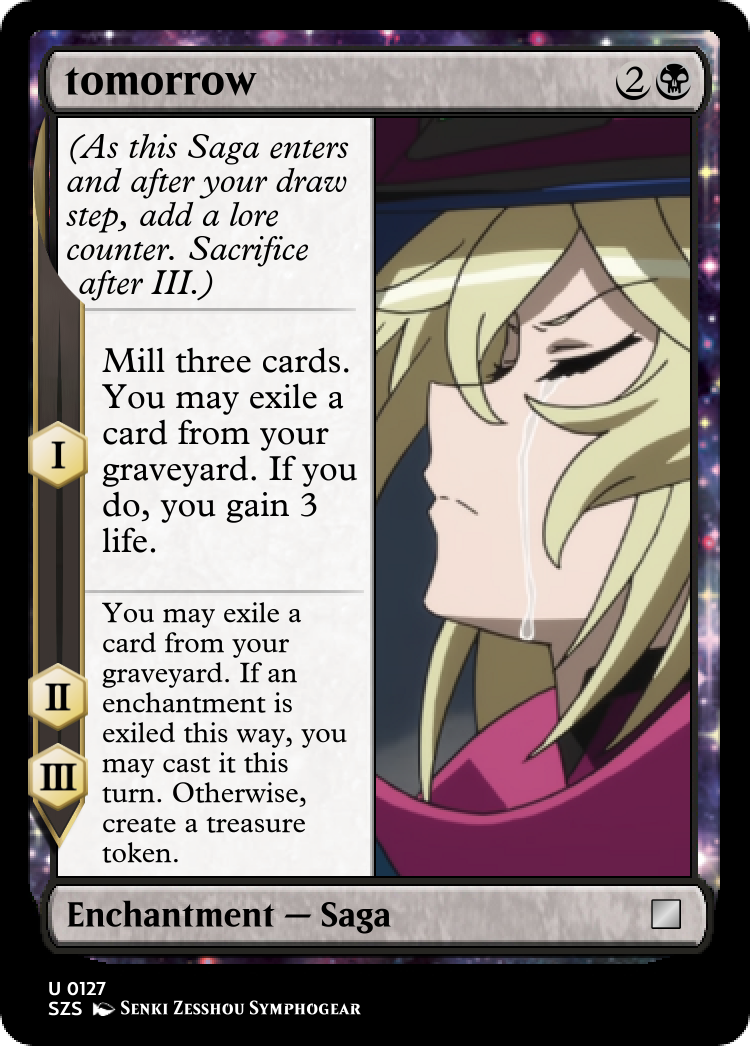 tomorrow
2
(As this Saga enters
and after your draw
step, add a lore
counter. Sacrifice
after III.)
I
Mill three cards.
You may exile a
card from your
graveyard. If you
do, you gain 3
life.
II
III
You may exile a
card from your
graveyard. If an
enchantment is
exiled this way, you
may cast it this
turn. Otherwise,
create a treasure
token.
Enchantment — Saga
U 0127
SZS Senki Zesshou Symphogear